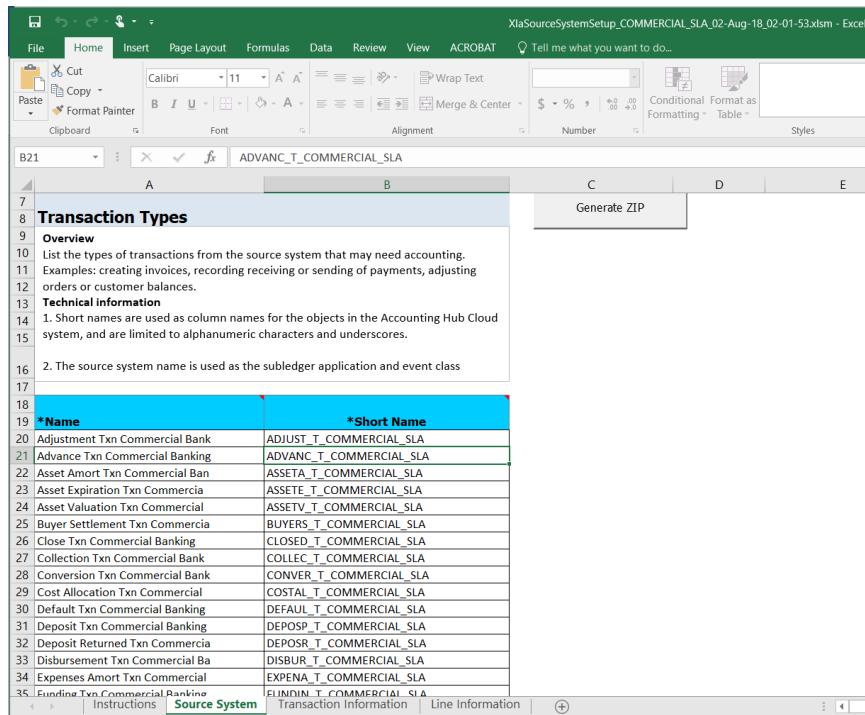 XlaSourceSystemSetup_COMMERCIAL_SLA_02-Aug-18_02-01-53.xlsm - Excel
File Home Insert Page Layout Formulas Data Review View ACROBAT Tell me what you want to do...
Paste
Cut
Copy
Format Painter
Calibri 11
B I U
Wrap Text
Merge & Center
$ % ,
Conditional Formatting
Format as Table
Clipboard Font Alignment Number Styles
B21 fx ADVANC_T_COMMERCIAL_SLA
A B C D E
7 Generate ZIP
8 Transaction Types
9 Overview
10 List the types of transactions from the source system that may need accounting.
11 Examples: creating invoices, recording receiving or sending of payments, adjusting
12 orders or customer balances.
13 Technical information
14 1. Short names are used as column names for the objects in the Accounting Hub Cloud
15 system, and are limited to alphanumeric characters and underscores.
16 2. The source system name is used as the subledger application and event class
17
18
19 *Name *Short Name
20 Adjustment Txn Commercial Bank ADJUST_T_COMMERCIAL_SLA
21 Advance Txn Commercial Banking ADVANC_T_COMMERCIAL_SLA
22 Asset Amort Txn Commercial Ban ASSETA_T_COMMERCIAL_SLA
23 Asset Expiration Txn Commercia ASSETE_T_COMMERCIAL_SLA
24 Asset Valuation Txn Commercial ASSETV_T_COMMERCIAL_SLA
25 Buyer Settlement Txn Commercia BUYERS_T_COMMERCIAL_SLA
26 Close Txn Commercial Banking CLOSED_T_COMMERCIAL_SLA
27 Collection Txn Commercial Bank COLLEC_T_COMMERCIAL_SLA
28 Conversion Txn Commercial Bank CONVER_T_COMMERCIAL_SLA
29 Cost Allocation Txn Commercial COSTAL_T_COMMERCIAL_SLA
30 Default Txn Commercial Banking DEFAUL_T_COMMERCIAL_SLA
31 Deposit Txn Commercial Banking DEPOSP_T_COMMERCIAL_SLA
32 Deposit Returned Txn Commercia DEPOSR_T_COMMERCIAL_SLA
33 Disbursement Txn Commercial Ba DISBUR_T_COMMERCIAL_SLA
34 Expenses Amort Txn Commercial EXPENA_T_COMMERCIAL_SLA
35 Funding Txn Commercial Banking FUNDIN_T_COMMERCIAL_SLA
Instructions Source System Transaction Information Line Information